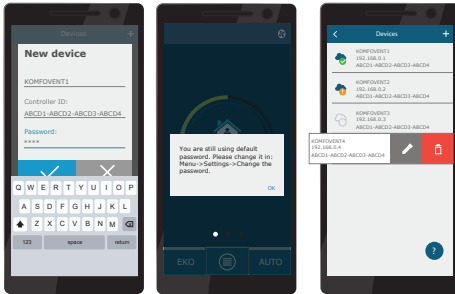 Devices
+
New device
KOMFOVENT1
Controller ID:
ABCD1-ABCD2-ABCD3-ABCD4
Password:
****
Q W E R T Y U I O P
A S D F G H J K L
Z X C V B N M
123 space return
You are still using default
password. Please change it in:
Menu->Settings->Change the
password.
OK
EKO
AUTO
Devices
+
KOMFOVENT1
192.168.0.1
ABCD1-ABCD2-ABCD3-ABCD4
KOMFOVENT2
192.168.0.2
ABCD1-ABCD2-ABCD3-ABCD4
KOMFOVENT3
192.168.0.3
ABCD1-ABCD2-ABCD3-ABCD4
KOMFOVENT4
192.168.0.4
ABCD1-ABCD2-ABCD3-ABCD4
?